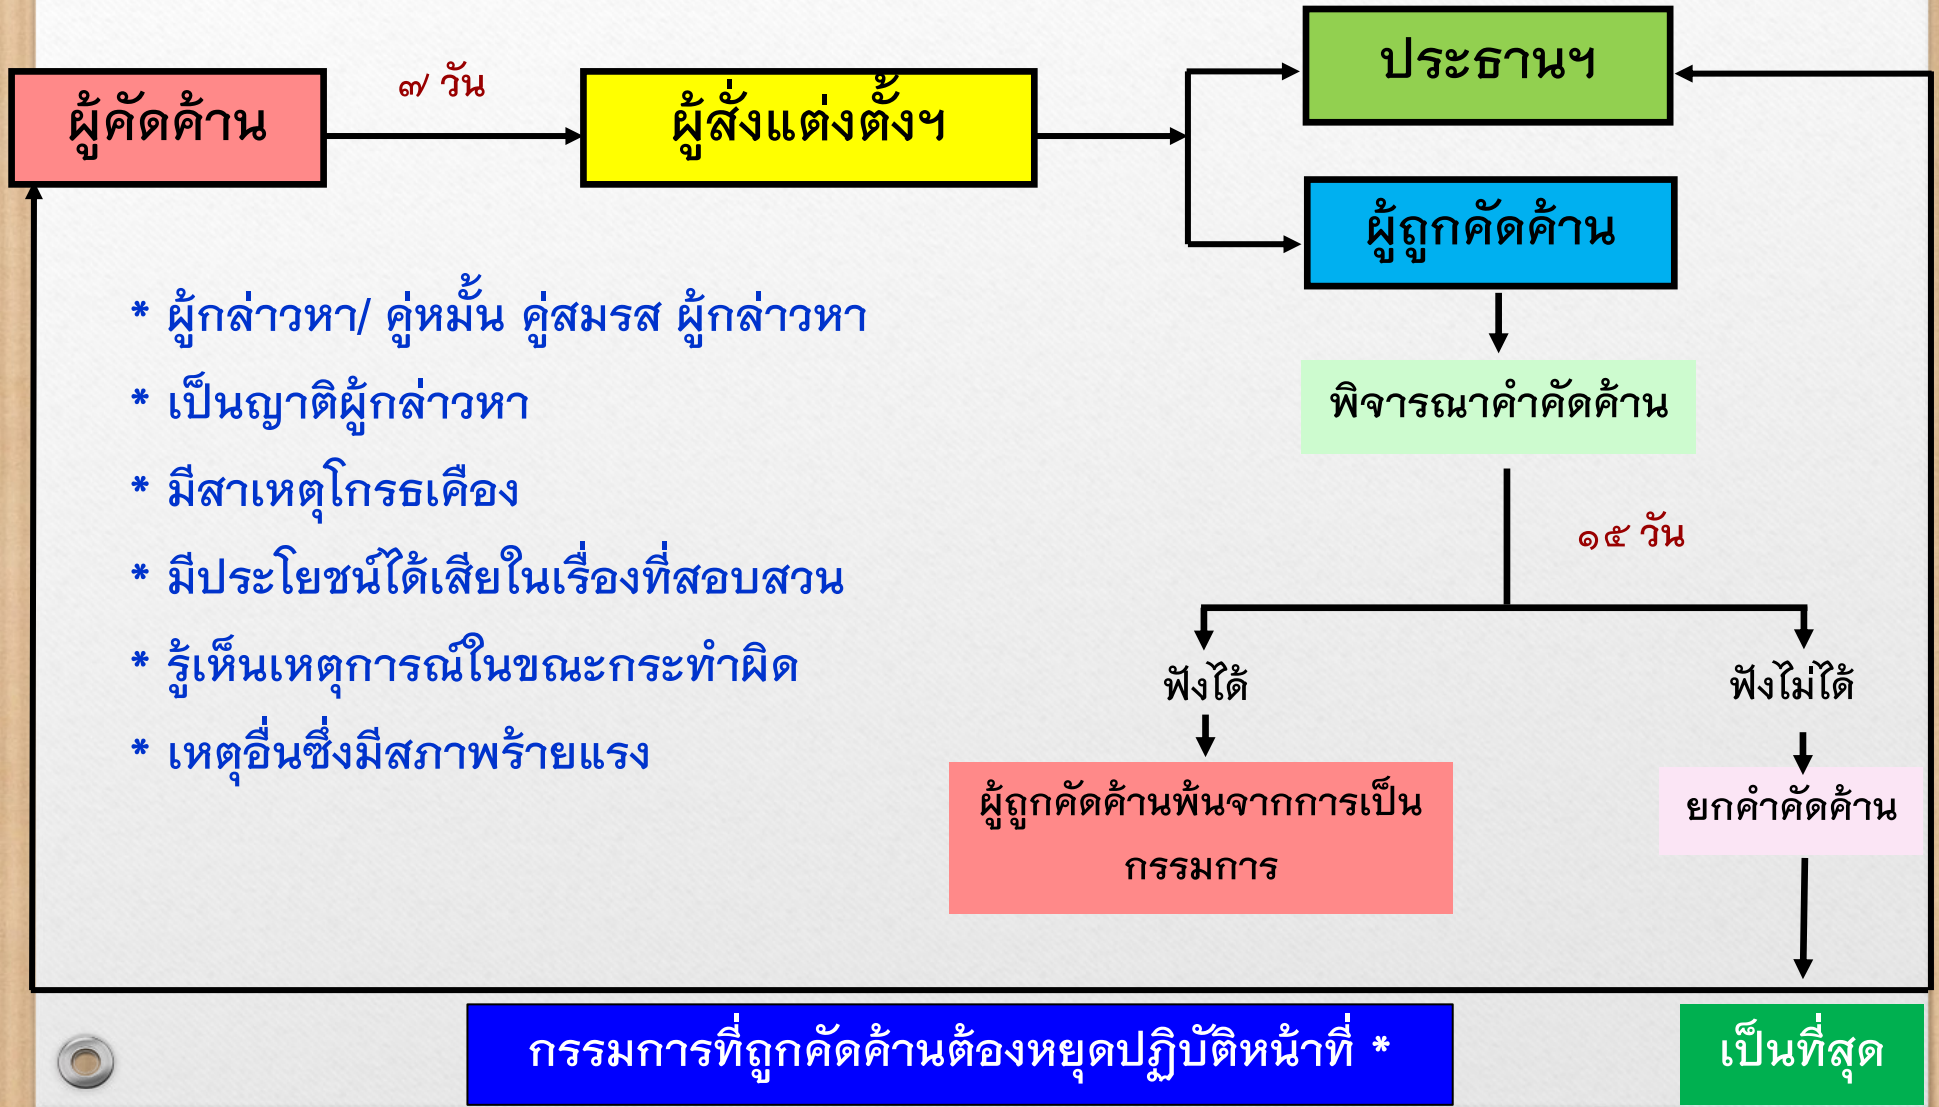 ผู้คัดค้าน
๗ วัน
ผู้สั่งแต่งตั้งฯ
ประธานฯ
ผู้ถูกคัดค้าน
* ผู้กล่าวหา/ คู่หมั้น คู่สมรส ผู้กล่าวหา
* เป็นญาติผู้กล่าวหา
* มีสาเหตุโกรธเคือง
* มีประโยชน์ได้เสียในเรื่องที่สอบสวน
* รู้เห็นเหตุการณ์ในขณะกระทำผิด
* เหตุอื่นซึ่งมีสภาพร้ายแรง
พิจารณาคำคัดค้าน
๑๕ วัน
ฟังได้
ฟังไม่ได้
ผู้ถูกคัดค้านพ้นจากการเป็น
กรรมการ
ยกคำคัดค้าน
กรรมการที่ถูกคัดค้านต้องหยุดปฏิบัติหน้าที่ *
เป็นที่สุด